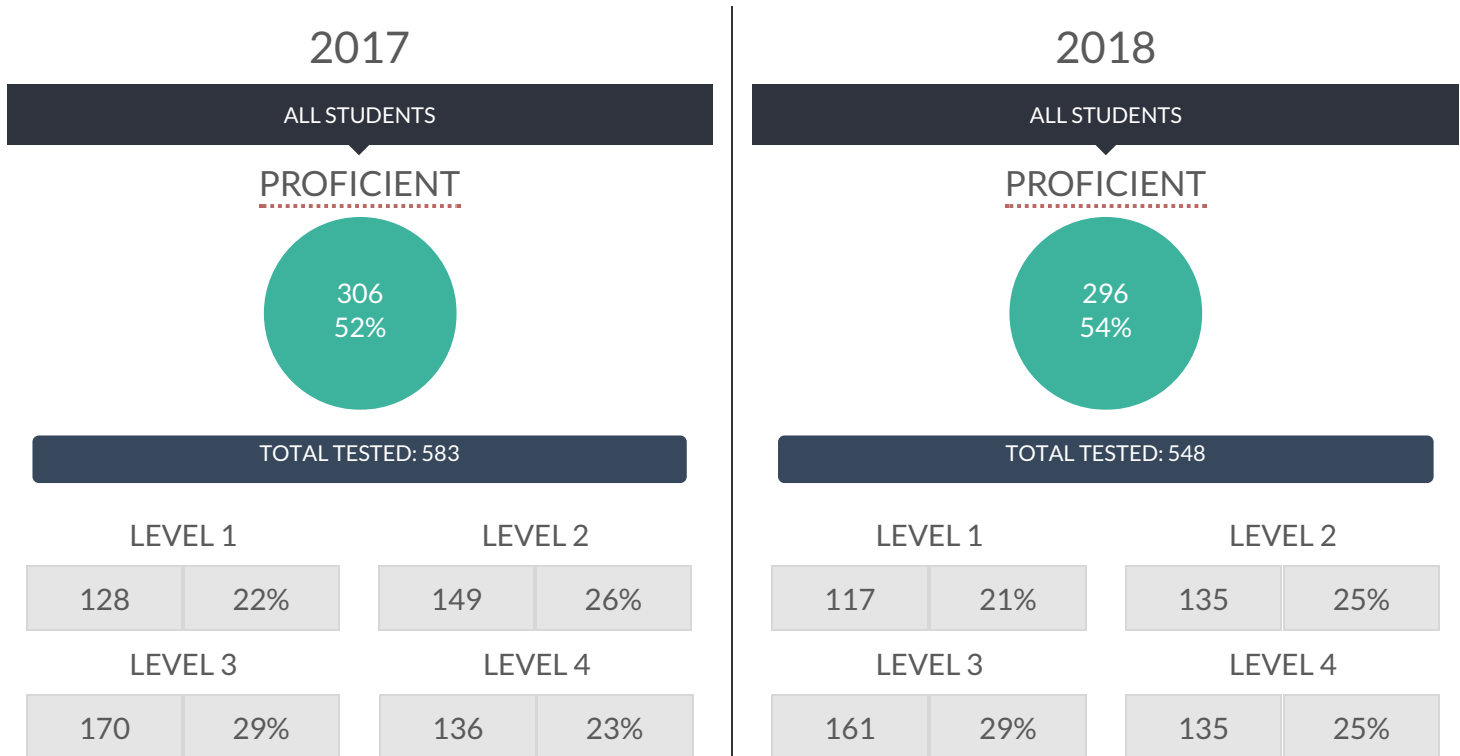 2017
ALL STUDENTS
PROFICIENT
306
52%
TOTAL TESTED: 583
LEVEL 1
LEVEL 2
128 22%
149 26%
LEVEL 3
LEVEL 4
170 29%
136 23%
2018
ALL STUDENTS
PROFICIENT
296
54%
TOTAL TESTED: 548
LEVEL 1
LEVEL 2
117 21%
135 25%
LEVEL 3
LEVEL 4
161 29%
135 25%